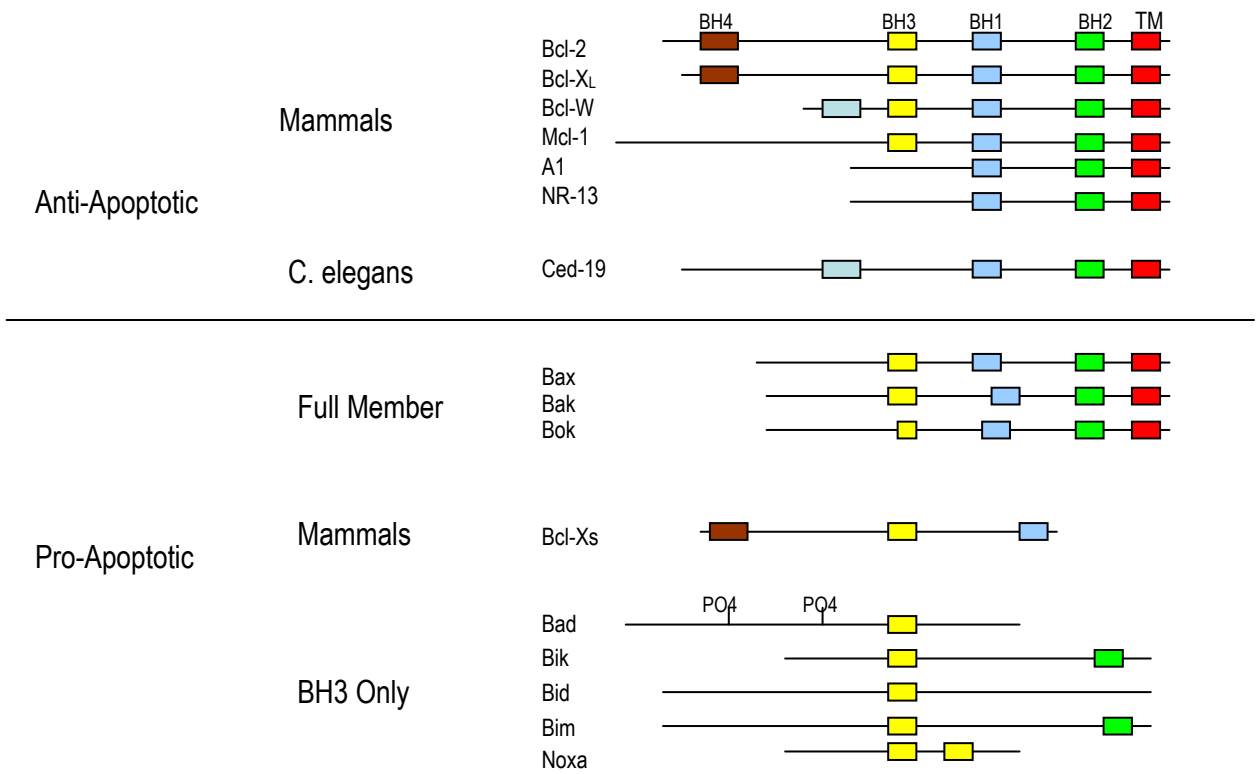 BH4 BH3 BH1 BH2 TM
Bcl-2
Bcl-XL
Bcl-W
Mammals
Mcl-1
A1
Anti-Apoptotic
NR-13
C. elegans
Ced-19
Bax
Full Member
Bak
Bok
Mammals
Bcl-Xs
Pro-Apoptotic
PO4 PO4
Bad
Bik
BH3 Only
Bid
Bim
Noxa